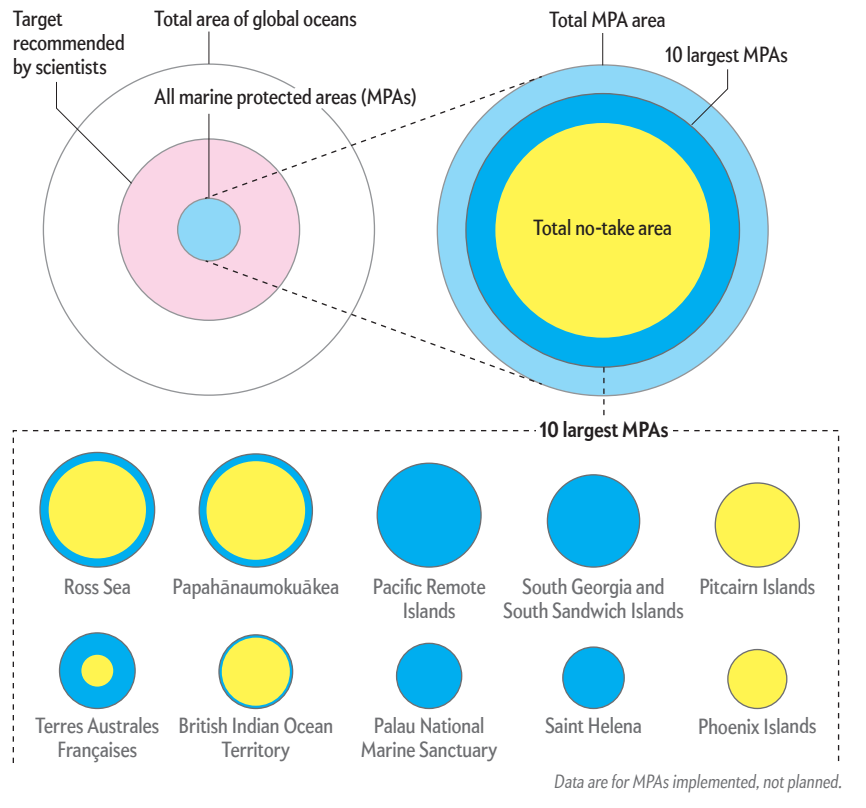 Target
recommended
by scientists
Total area of global oceans
All marine protected areas (MPAs)
Total MPA area
10 largest MPAs
Total no-take area
10 largest MPAs
Ross Sea
Papahānaumokuākea
Pacific Remote
Islands
South Georgia and
South Sandwich Islands
Pitcairn Islands
Terres Australes
Françaises
British Indian Ocean
Territory
Palau National
Marine Sanctuary
Saint Helena
Phoenix Islands
Data are for MPAs implemented, not planned.